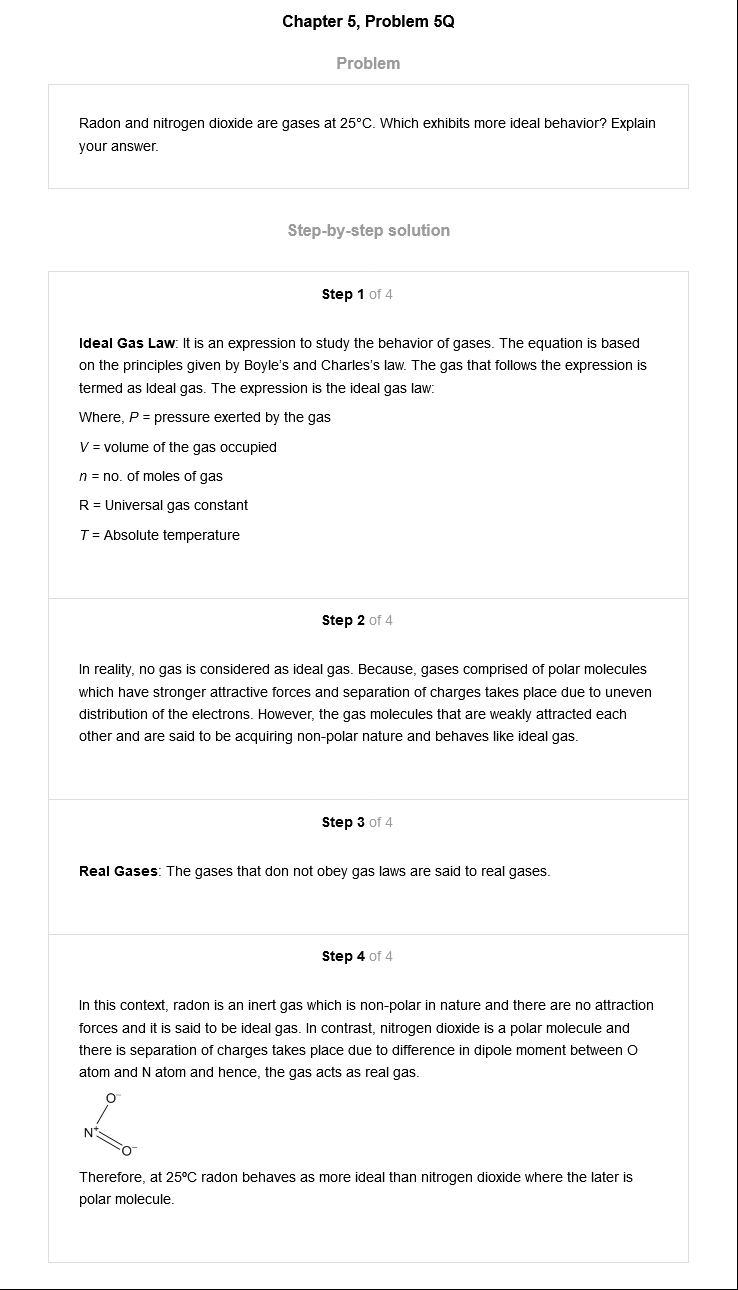 Chapter 5, Problem 5Q
Problem
Radon and nitrogen dioxide are gases at 25°C. Which exhibits more ideal behavior? Explain
your answer.
Step-by-step solution
Step 1 of 4
Ideal Gas Law: It is an expression to study the behavior of gases. The equation is based
on the principles given by Boyle's and Charles's law. The gas that follows the expression is
termed as Ideal gas. The expression is the ideal gas law:
Where, P = pressure exerted by the gas
V = volume of the gas occupied
n = no. of moles of gas
R = Universal gas constant
T = Absolute temperature
Step 2 of 4
In reality, no gas is considered as ideal gas. Because, gases comprised of polar molecules
which have stronger attractive forces and separation of charges takes place due to uneven
distribution of the electrons. However, the gas molecules that are weakly attracted each
other and are said to be acquiring non-polar nature and behaves like ideal gas.
Step 3 of 4
Real Gases: The gases that don not obey gas laws are said to real gases.
Step 4 of 4
In this context, radon is an inert gas which is non-polar in nature and there are no attraction
forces and it is said to be ideal gas. In contrast, nitrogen dioxide is a polar molecule and
there is separation of charges takes place due to difference in dipole moment between O
atom and N atom and hence, the gas acts as real gas.
O⁻
N⁺
O⁻
Therefore, at 25ºC radon behaves as more ideal than nitrogen dioxide where the later is
polar molecule.